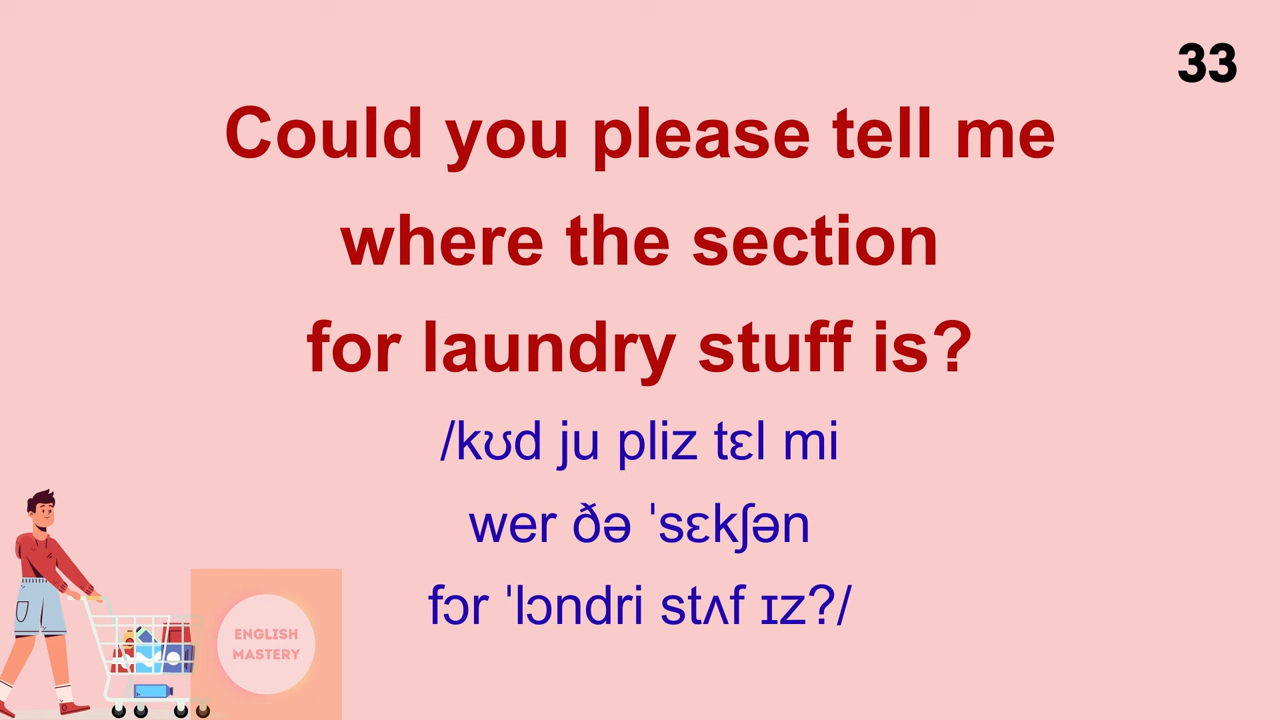 33
Could you please tell me
where the section
for laundry stuff is?
/kʊd ju pliz tɛl mi
wer ðə ˈsɛkʃən
fɔr ˈlɔndri stʌf ɪz?/
ENGLISH
MASTERY